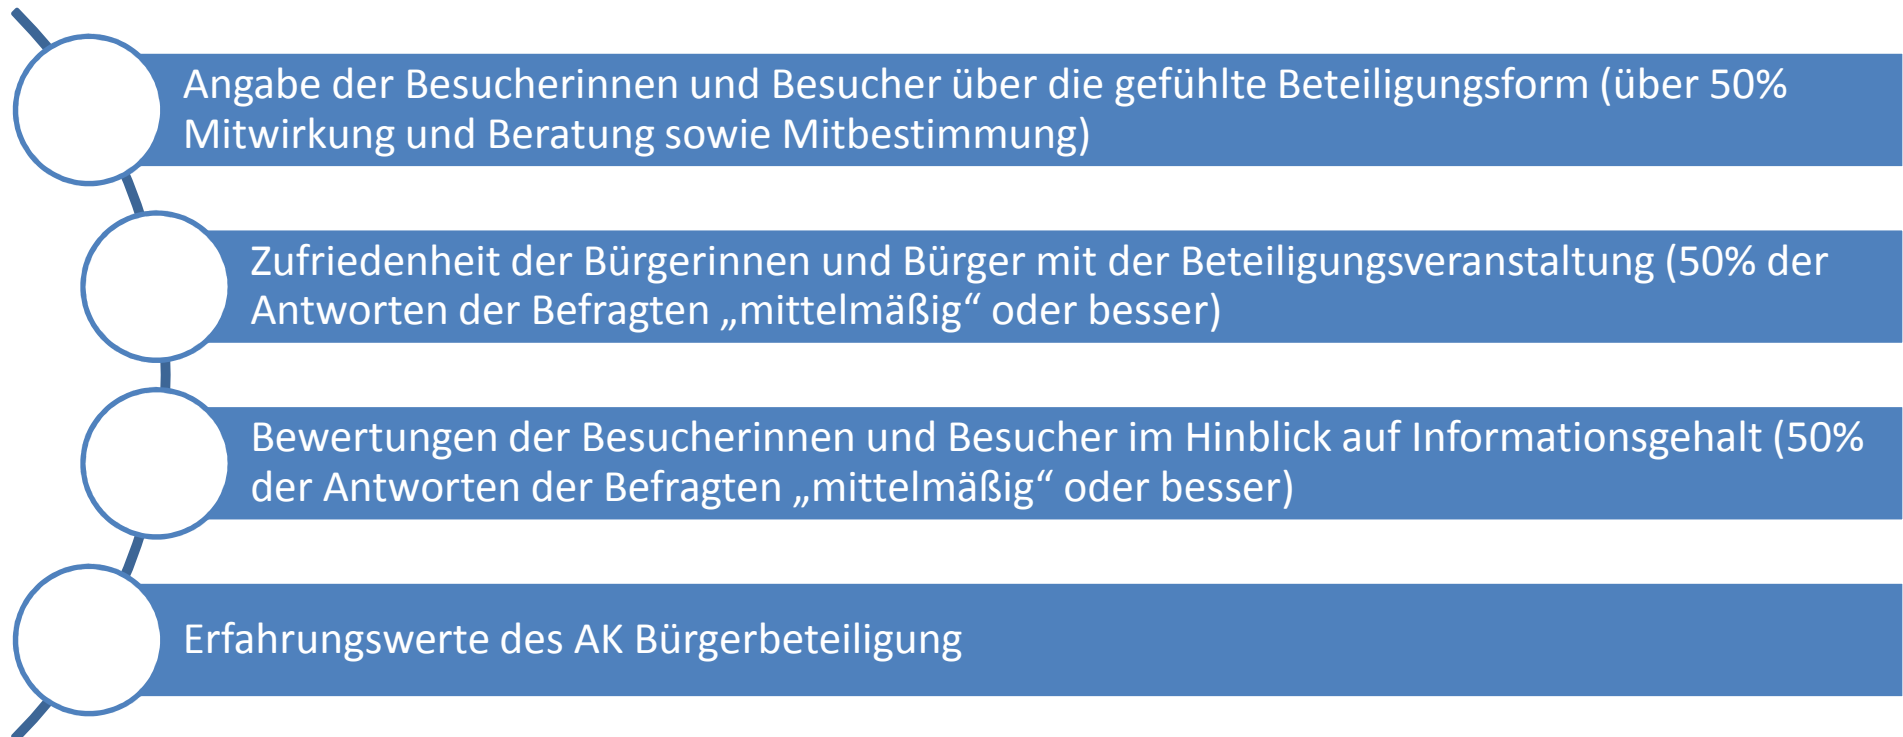 Angabe der Besucherinnen und Besucher über die gefühlte Beteiligungsform (über 50%
Mitwirkung und Beratung sowie Mitbestimmung)
Zufriedenheit der Bürgerinnen und Bürger mit der Beteiligungsveranstaltung (50% der
Antworten der Befragten „mittelmäßig“ oder besser)
Bewertungen der Besucherinnen und Besucher im Hinblick auf Informationsgehalt (50%
der Antworten der Befragten „mittelmäßig“ oder besser)
Erfahrungswerte des AK Bürgerbeteiligung